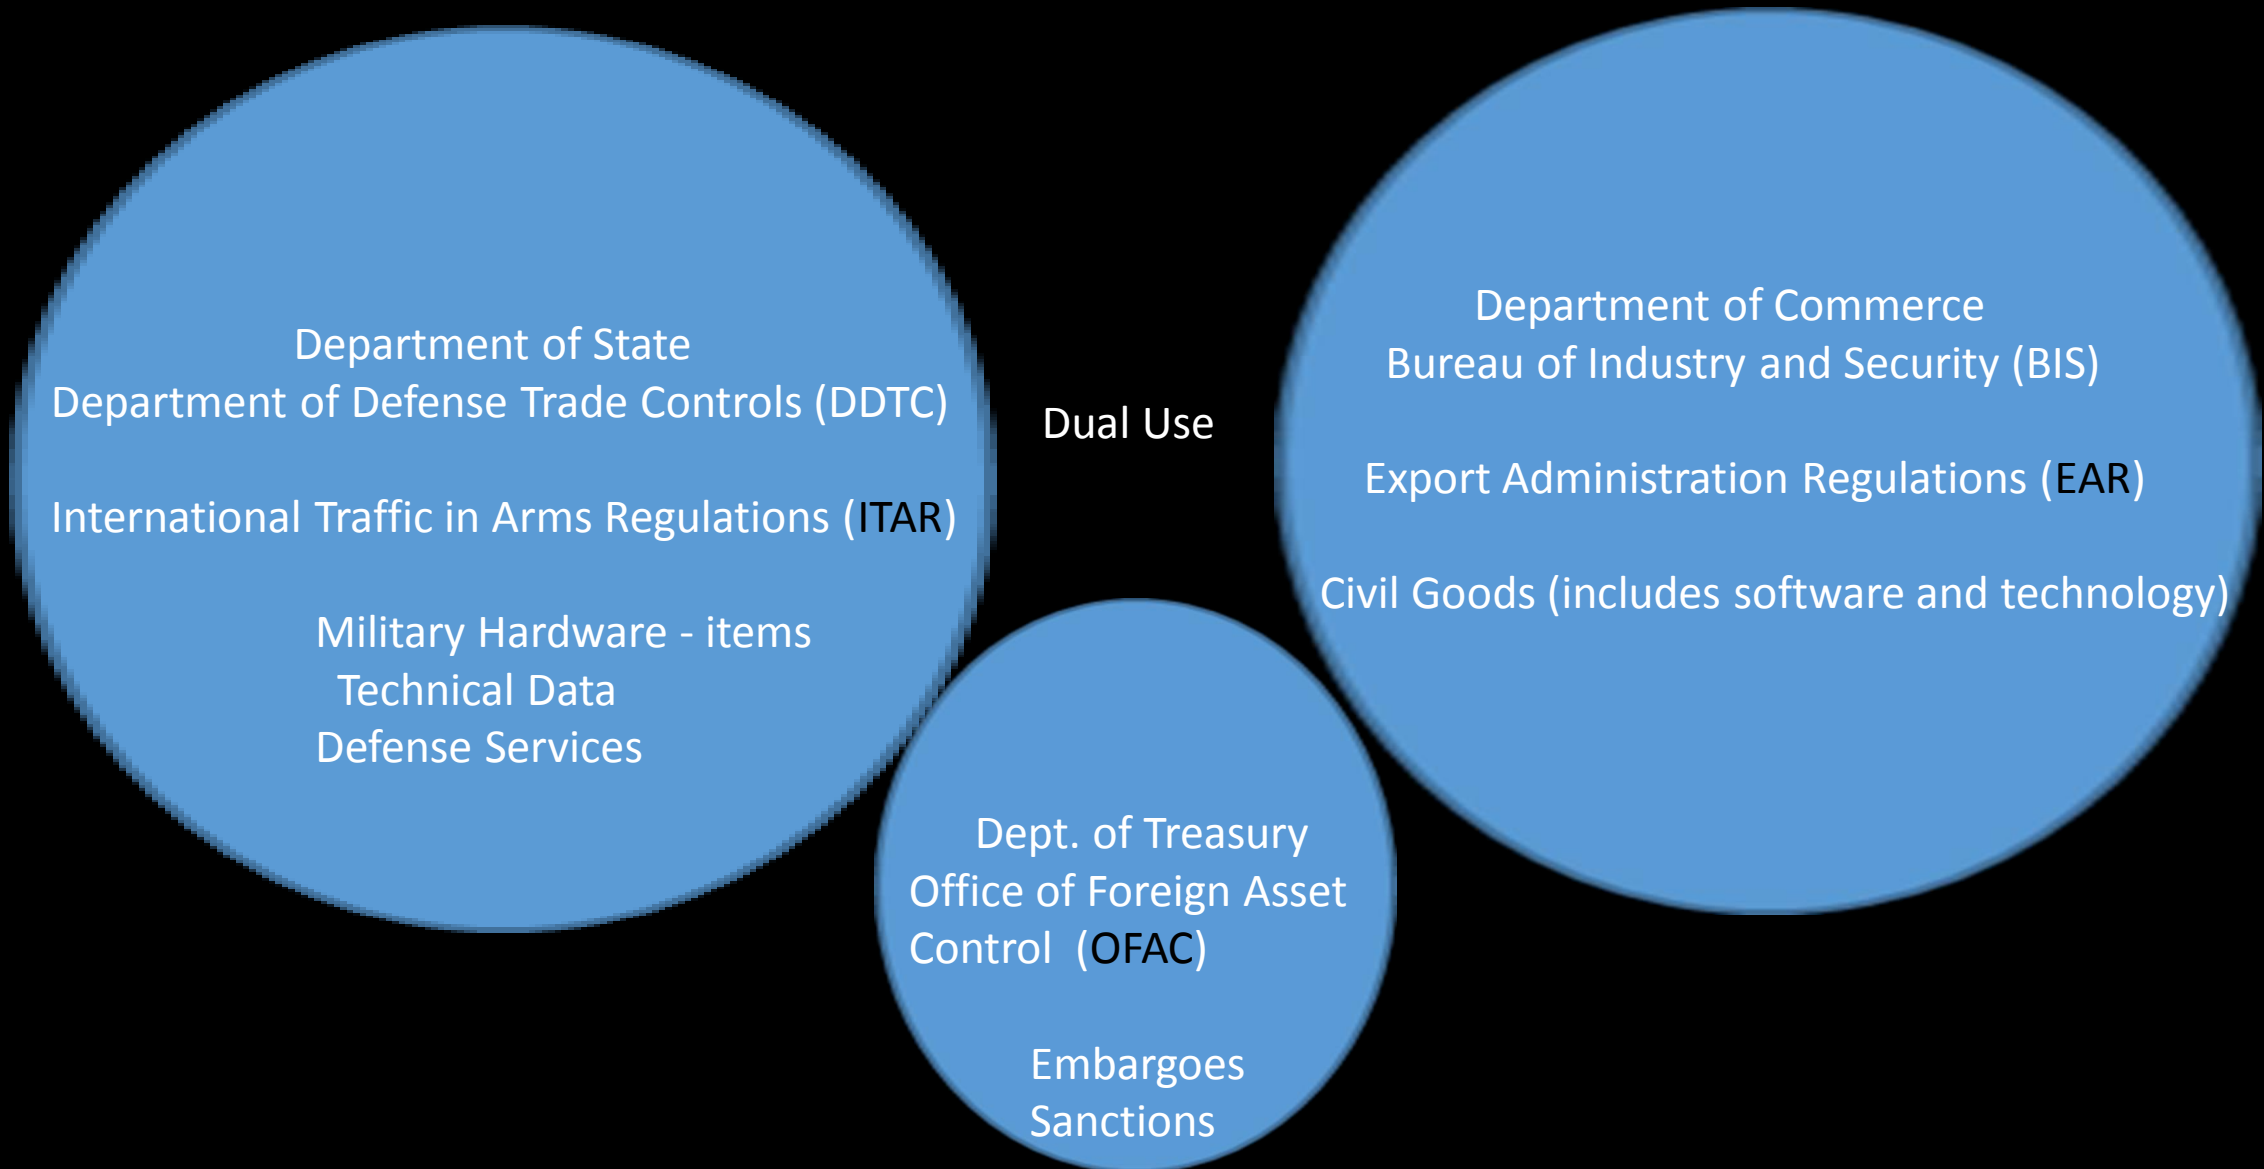 Department of State
Department of Defense Trade Controls (DDTC)
International Traffic in Arms Regulations (ITAR)
Military Hardware - items
Technical Data
Defense Services
Dual Use
Department of Commerce
Bureau of Industry and Security (BIS)
Export Administration Regulations (EAR)
Civil Goods (includes software and technology)
Dept. of Treasury
Office of Foreign Asset
Control (OFAC)
Embargoes
Sanctions